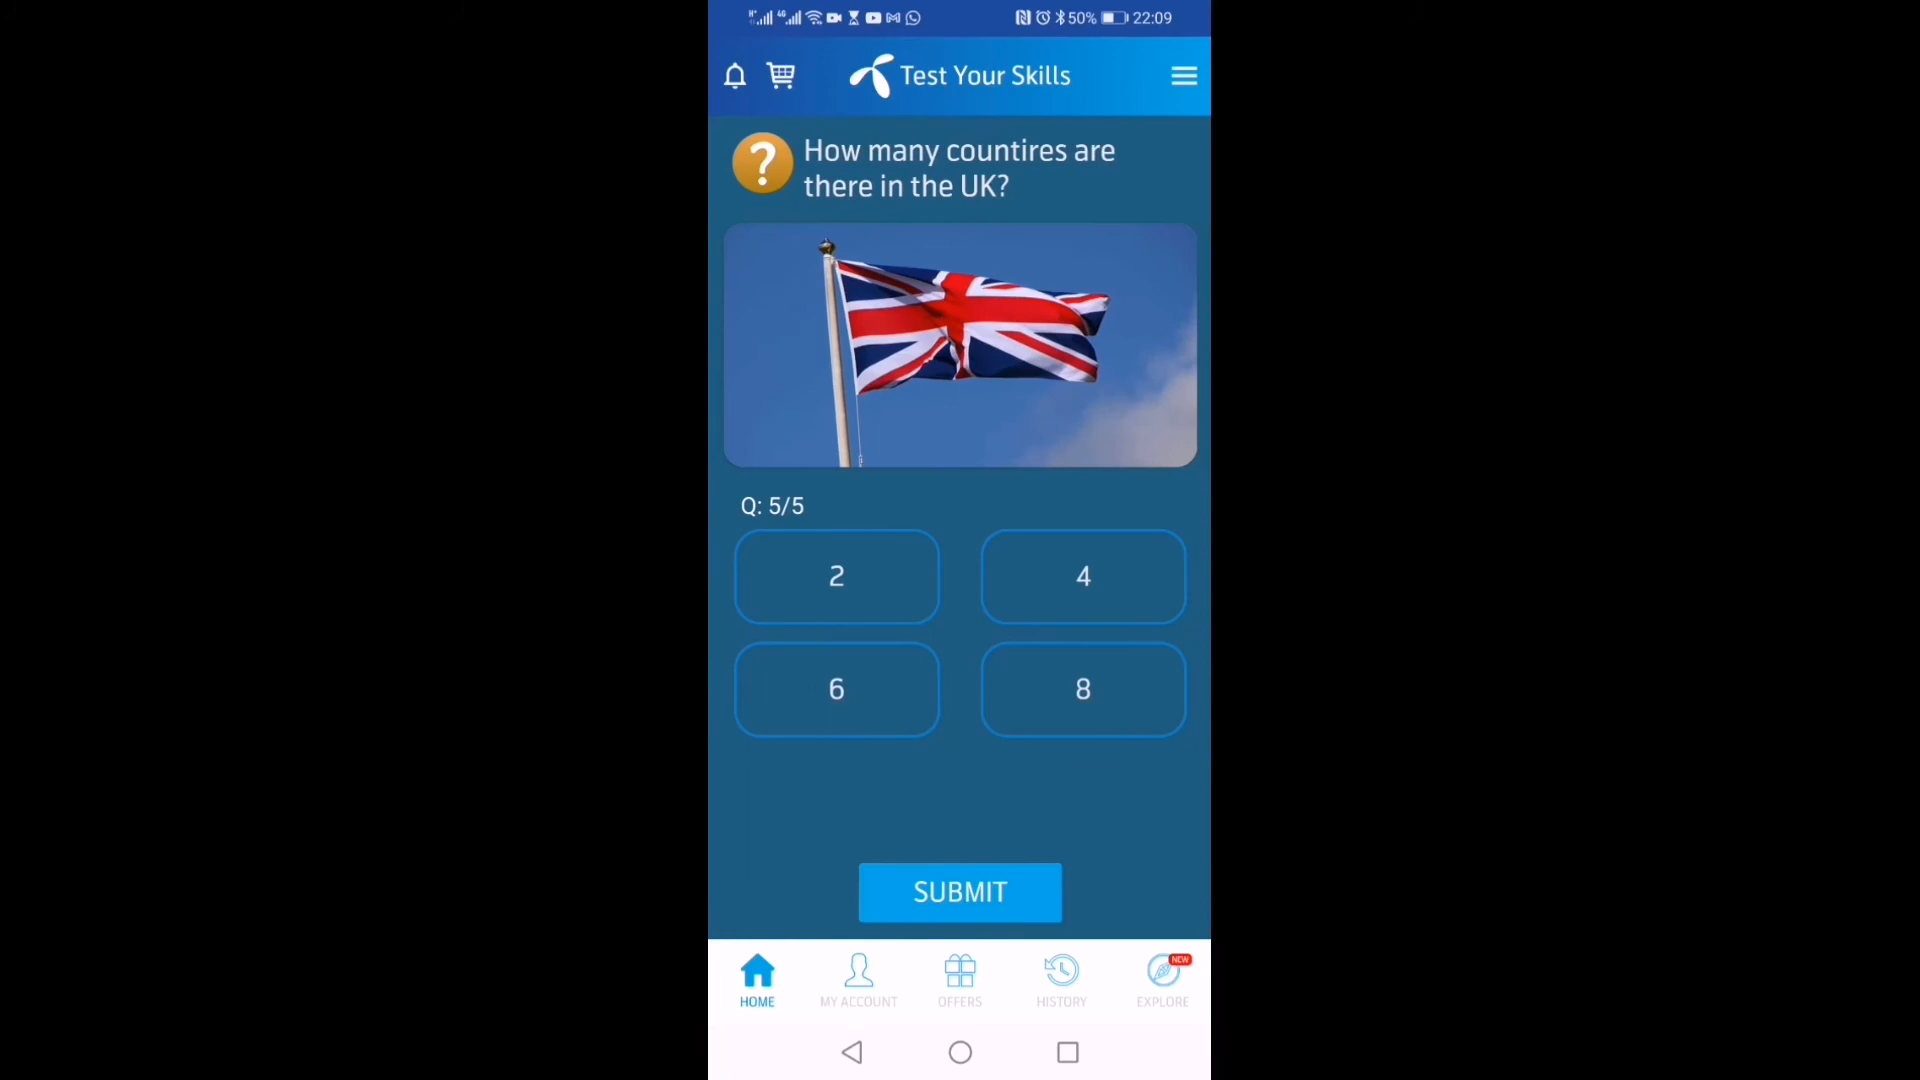 H+ 4G 50% 22:09
Test Your Skills
?
How many countires are
there in the UK?
Q: 5/5
2
4
6
8
SUBMIT
NEW
HOME
MY ACCOUNT
OFFERS
HISTORY
EXPLORE